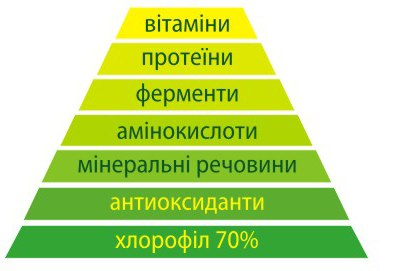 вітаміни
протеїни
ферменти
амінокислоти
мінеральні речовини
антиоксиданти
хлорофіл 70%